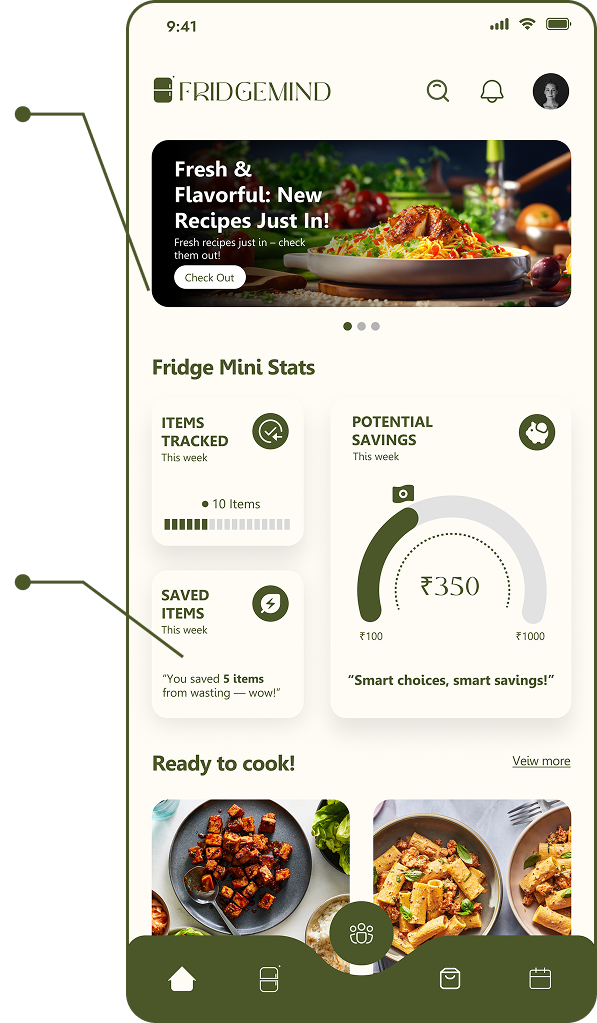 9:41
FRIDGEMIND
Fresh &
Flavorful: New
Recipes Just In!
Fresh recipes just in – check
them out!
Check Out
Fridge Mini Stats
ITEMS
TRACKED
This week
10 Items
POTENTIAL
SAVINGS
This week
₹350
₹100
₹1000
“Smart choices, smart savings!”
SAVED
ITEMS
This week
“You saved 5 items
from wasting — wow!”
Ready to cook!
Veiw more